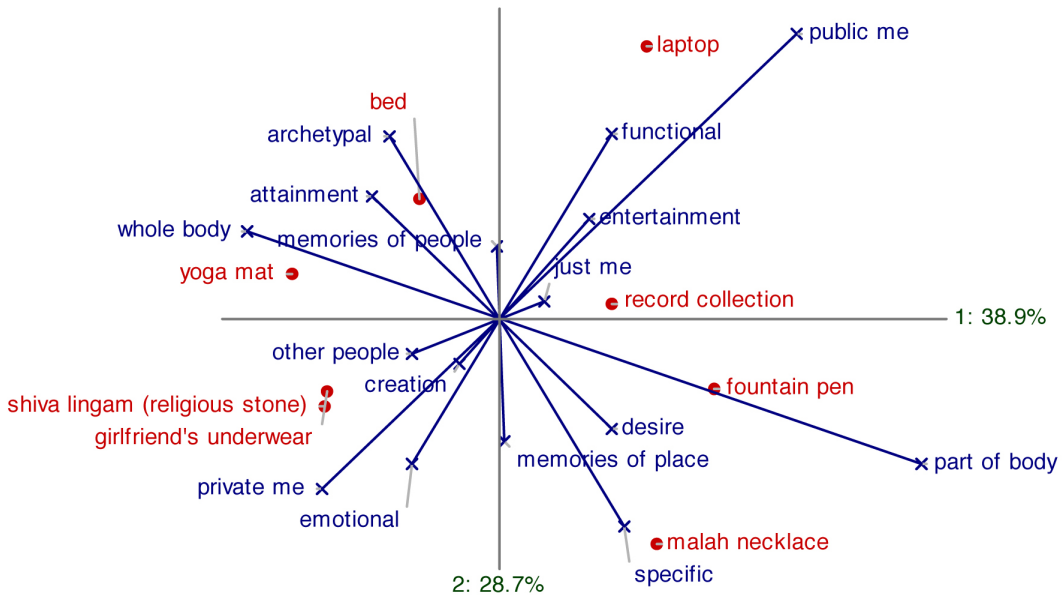 public me
laptop
bed
archetypal
functional
attainment
entertainment
whole body
memories of people
just me
yoga mat
record collection
1: 38.9%
other people
creation
fountain pen
shiva lingam (religious stone)
girlfriend's underwear
desire
memories of place
part of body
private me
emotional
malah necklace
specific
2: 28.7%